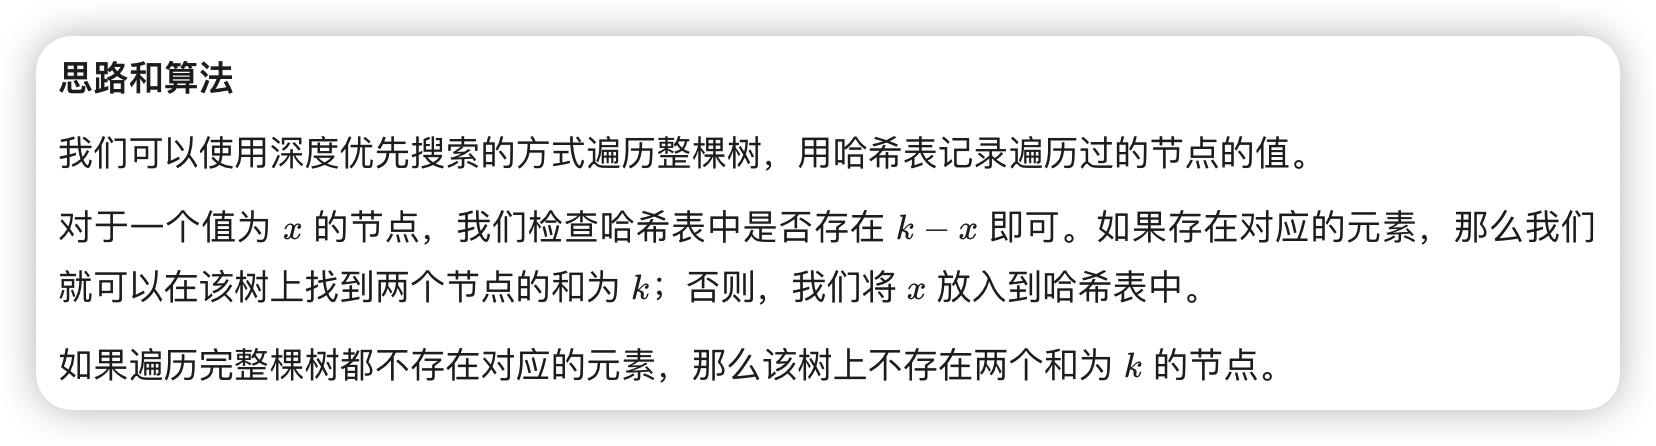 思路和算法
我们可以使用深度优先搜索的方式遍历整棵树，用哈希表记录遍历过的节点的值。
对于一个值为 x 的节点，我们检查哈希表中是否存在 k − x 即可。如果存在对应的元素，那么我们
就可以在该树上找到两个节点的和为 k；否则，我们将 x 放入到哈希表中。
如果遍历完整棵树都不存在对应的元素，那么该树上不存在两个和为 k 的节点。